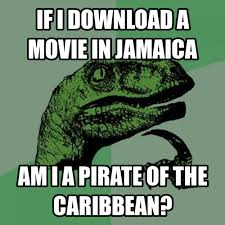 IF I DOWNLOAD A
MOVIE IN JAMAICA
AM I A PIRATE OF THE
CARIBBEAN?